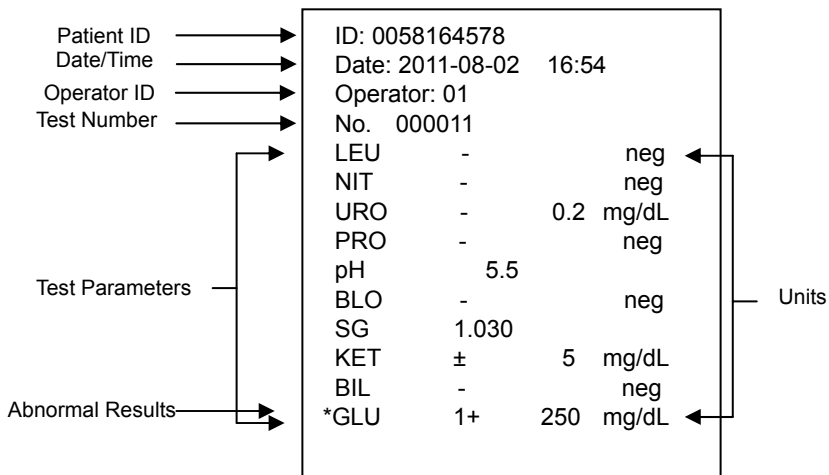 Patient ID ID: 0058164578
Date/Time Date: 2011-08-02 16:54
Operator ID Operator: 01
Test Number No. 000011
LEU - neg
NIT - neg
URO - 0.2 mg/dL
PRO - neg
pH 5.5
Test Parameters
BLO - neg
Units
SG 1.030
KET ± 5 mg/dL
BIL - neg
Abnormal Results *GLU 1+ 250 mg/dL